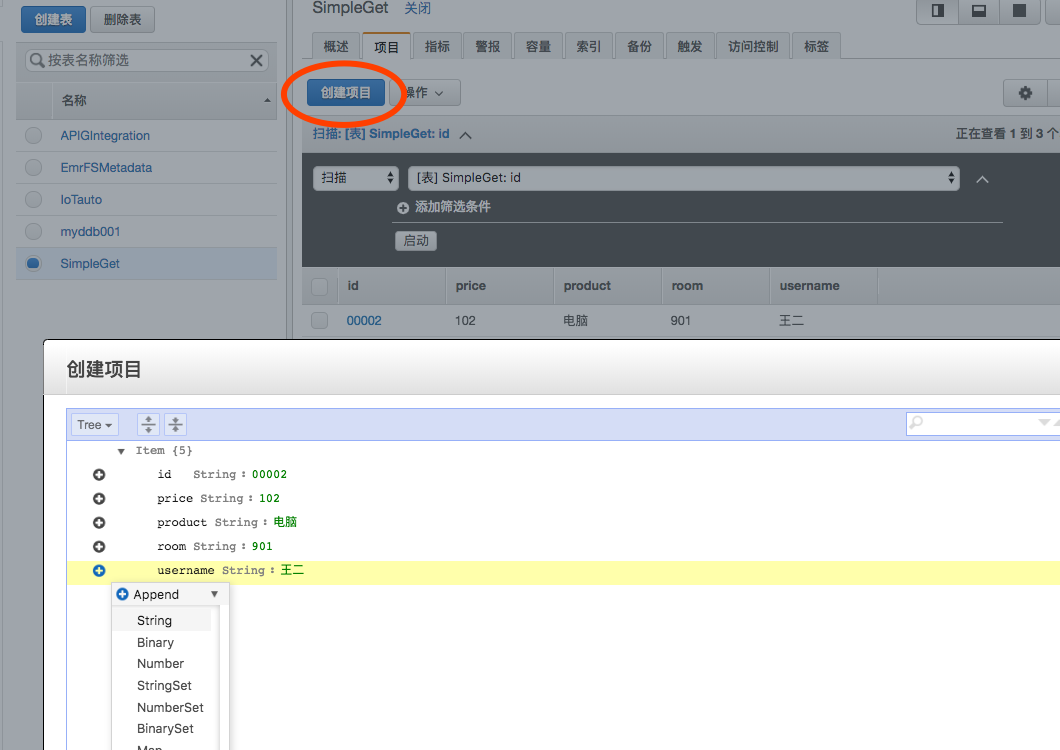 创建表 删除表
按表名称筛选
名称
APIGIntegration
EmrFSMetadata
IoTauto
myddb001
SimpleGet
SimpleGet 关闭
概述 项目 指标 警报 容量 索引 备份 触发 访问控制 标签
创建项目 操作
扫描: [表] SimpleGet: id
正在查看 1 到 3 个
扫描 [表] SimpleGet: id
添加筛选条件
启动
id price product room username
00002 102 电脑 901 王二
创建项目
Tree
Item {5}
id String : 00002
price String : 102
product String : 电脑
room String : 901
username String : 王二
Append
String
Binary
Number
StringSet
NumberSet
BinarySet